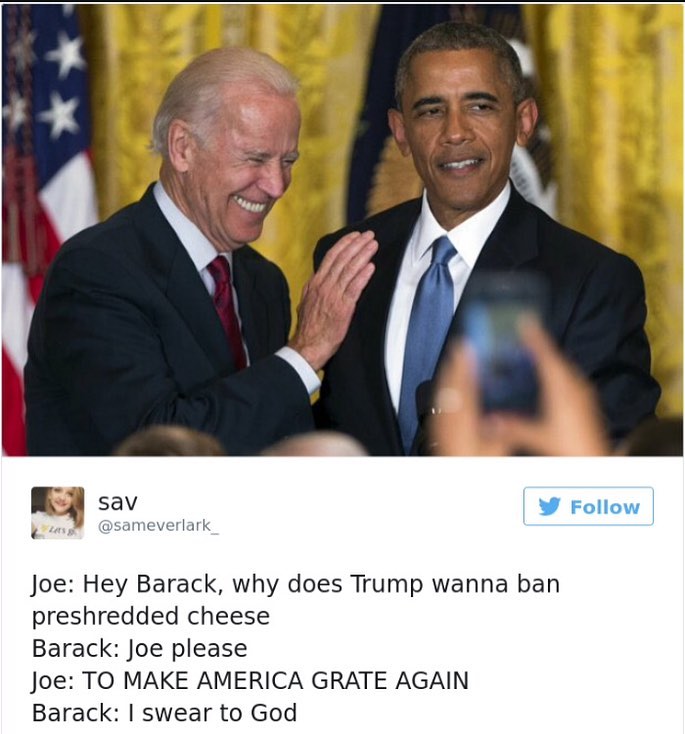 sav
@sameverlark_
Follow
Joe: Hey Barack, why does Trump wanna ban
preshredded cheese
Barack: Joe please
Joe: TO MAKE AMERICA GRATE AGAIN
Barack: I swear to God